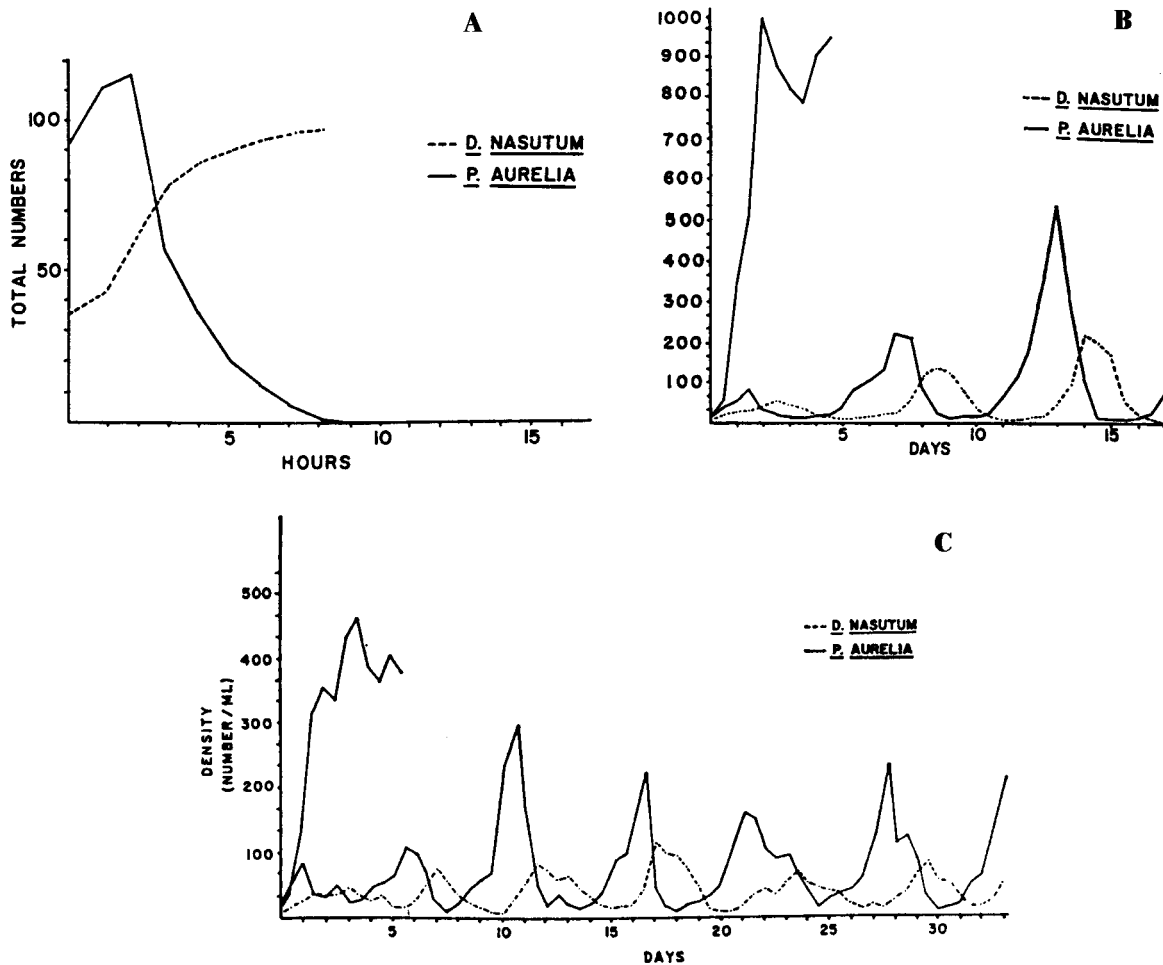 A
TOTAL NUMBERS
100
50
D. NASUTUM
P. AURELIA
5
10
15
HOURS
B
1000
900
800
700
600
500
400
300
200
100
D. NASUTUM
P. AURELIA
5
10
15
DAYS
C
DENSITY
(NUMBER/ML)
500
400
300
200
100
D. NASUTUM
P. AURELIA
5
10
15
20
25
30
DAYS